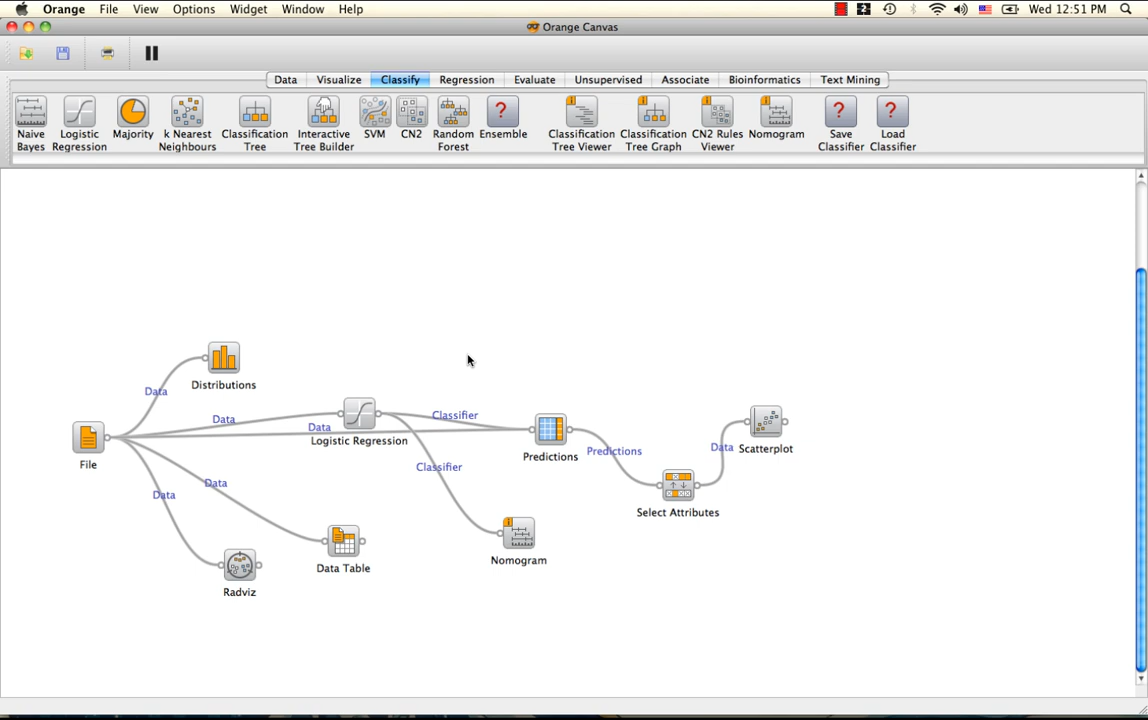 Orange File View Options Widget Window Help Wed 12:51 PM
Orange Canvas
Data Visualize Classify Regression Evaluate Unsupervised Associate Bioinformatics Text Mining
Naive Bayes
Logistic Regression
Majority
k Nearest Neighbours
Classification Tree
Interactive Tree Builder
SVM
CN2
Random Forest
? Ensemble
Classification Tree Viewer
Classification Tree Graph
CN2 Rules Viewer
Nomogram
? Save Classifier
? Load Classifier
Distributions
Data
Data
Data
Classifier
Logistic Regression
File
Classifier
Predictions
Predictions
Data
Scatterplot
Data
Data
Select Attributes
Nomogram
Data Table
Radviz